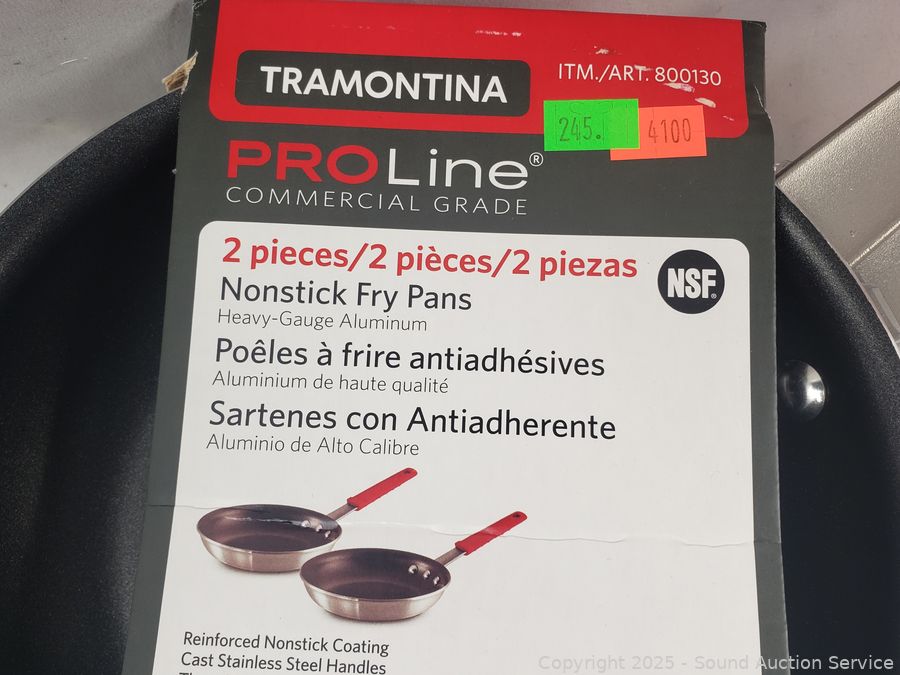 TRAMONTINA
ITM./ART. 800130
245.
4100
PROLine®
COMMERCIAL GRADE
2 pieces/2 pièces/2 piezas
NSF®
Nonstick Fry Pans
Heavy-Gauge Aluminum
Poêles à frire antiadhésives
Aluminium de haute qualité
Sartenes con Antiadherente
Aluminio de Alto Calibre
Reinforced Nonstick Coating
Cast Stainless Steel Handles
Copyright 2025 - Sound Auction Service